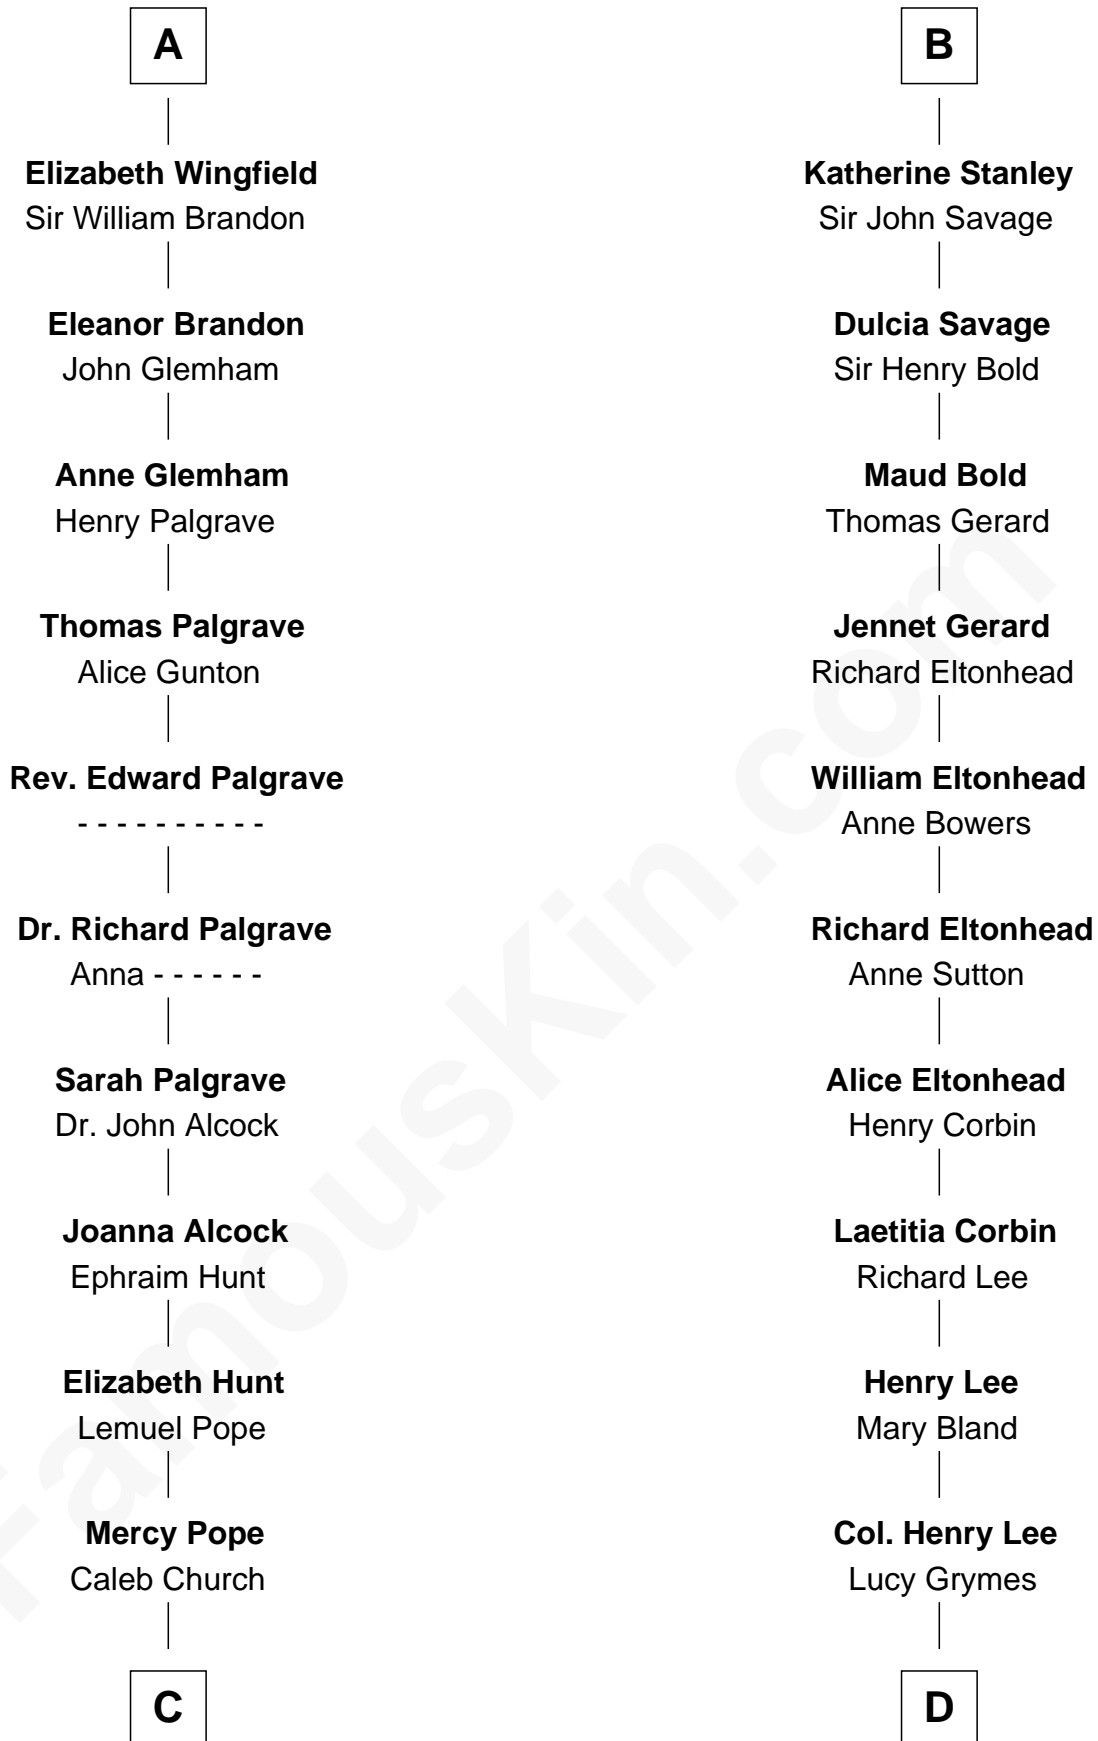 A
Elizabeth Wingfield
Sir William Brandon
Eleanor Brandon
John Glemham
Anne Glemham
Henry Palgrave
Thomas Palgrave
Alice Gunton
Rev. Edward Palgrave
- - - - - - - - - -
Dr. Richard Palgrave
Anna - - - - - -
Sarah Palgrave
Dr. John Alcock
Joanna Alcock
Ephraim Hunt
Elizabeth Hunt
Lemuel Pope
Mercy Pope
Caleb Church
C
B
Katherine Stanley
Sir John Savage
Dulcia Savage
Sir Henry Bold
Maud Bold
Thomas Gerard
Jennet Gerard
Richard Eltonhead
William Eltonhead
Anne Bowers
Richard Eltonhead
Anne Sutton
Alice Eltonhead
Henry Corbin
Laetitia Corbin
Richard Lee
Henry Lee
Mary Bland
Col. Henry Lee
Lucy Grymes
D
FamousKin.com